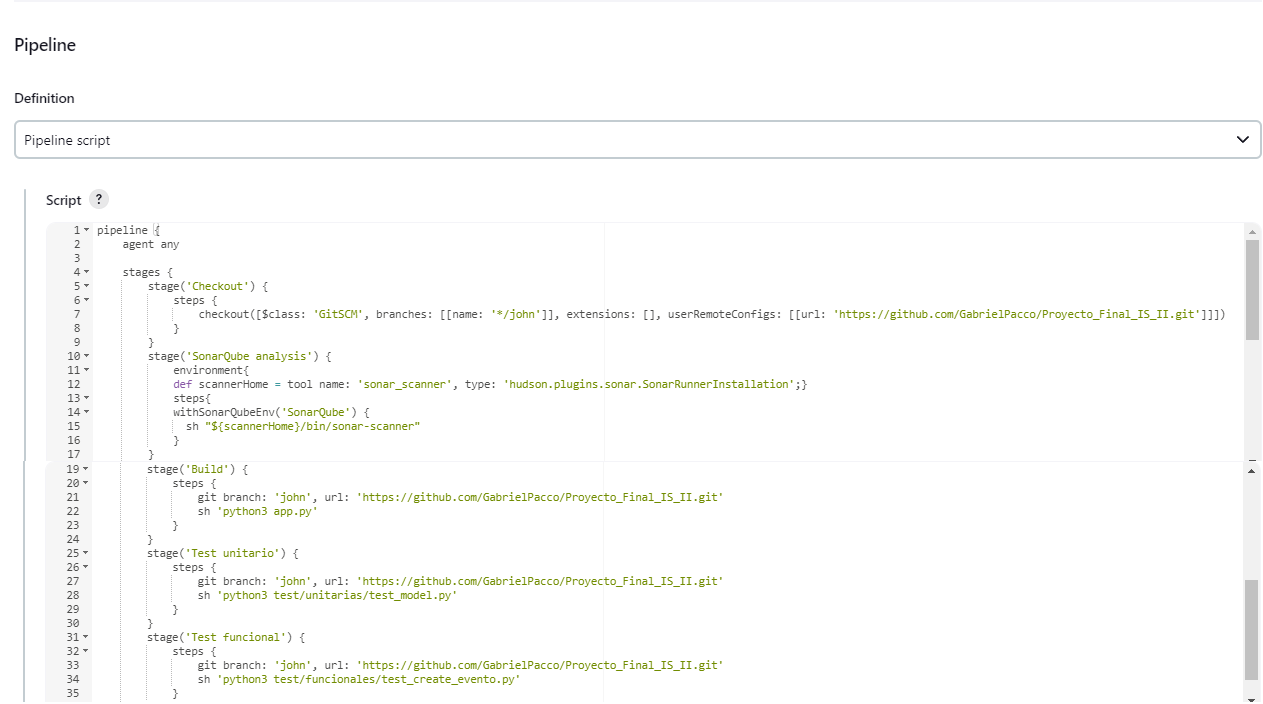 Pipeline
Definition
Pipeline script
Script ?
1 pipeline {
2     agent any
3
4     stages {
5         stage('Checkout') {
6             steps {
7                 checkout([$class: 'GitSCM', branches: [[name: '*/john']], extensions: [], userRemoteConfigs: [[url: 'https://github.com/GabrielPacco/Proyecto_Final_IS_II.git']]])
8             }
9         }
10         stage('SonarQube analysis') {
11             environment{
12             def scannerHome = tool name: 'sonar_scanner', type: 'hudson.plugins.sonar.SonarRunnerInstallation';}
13             steps{
14             withSonarQubeEnv('SonarQube') {
15               sh "${scannerHome}/bin/sonar-scanner"
16             }
17         }
19         stage('Build') {
20             steps {
21                 git branch: 'john', url: 'https://github.com/GabrielPacco/Proyecto_Final_IS_II.git'
22                 sh 'python3 app.py'
23             }
24         }
25         stage('Test unitario') {
26             steps {
27                 git branch: 'john', url: 'https://github.com/GabrielPacco/Proyecto_Final_IS_II.git'
28                 sh 'python3 test/unitarias/test_model.py'
29             }
30         }
31         stage('Test funcional') {
32             steps {
33                 git branch: 'john', url: 'https://github.com/GabrielPacco/Proyecto_Final_IS_II.git'
34                 sh 'python3 test/funcionales/test_create_evento.py'
35             }